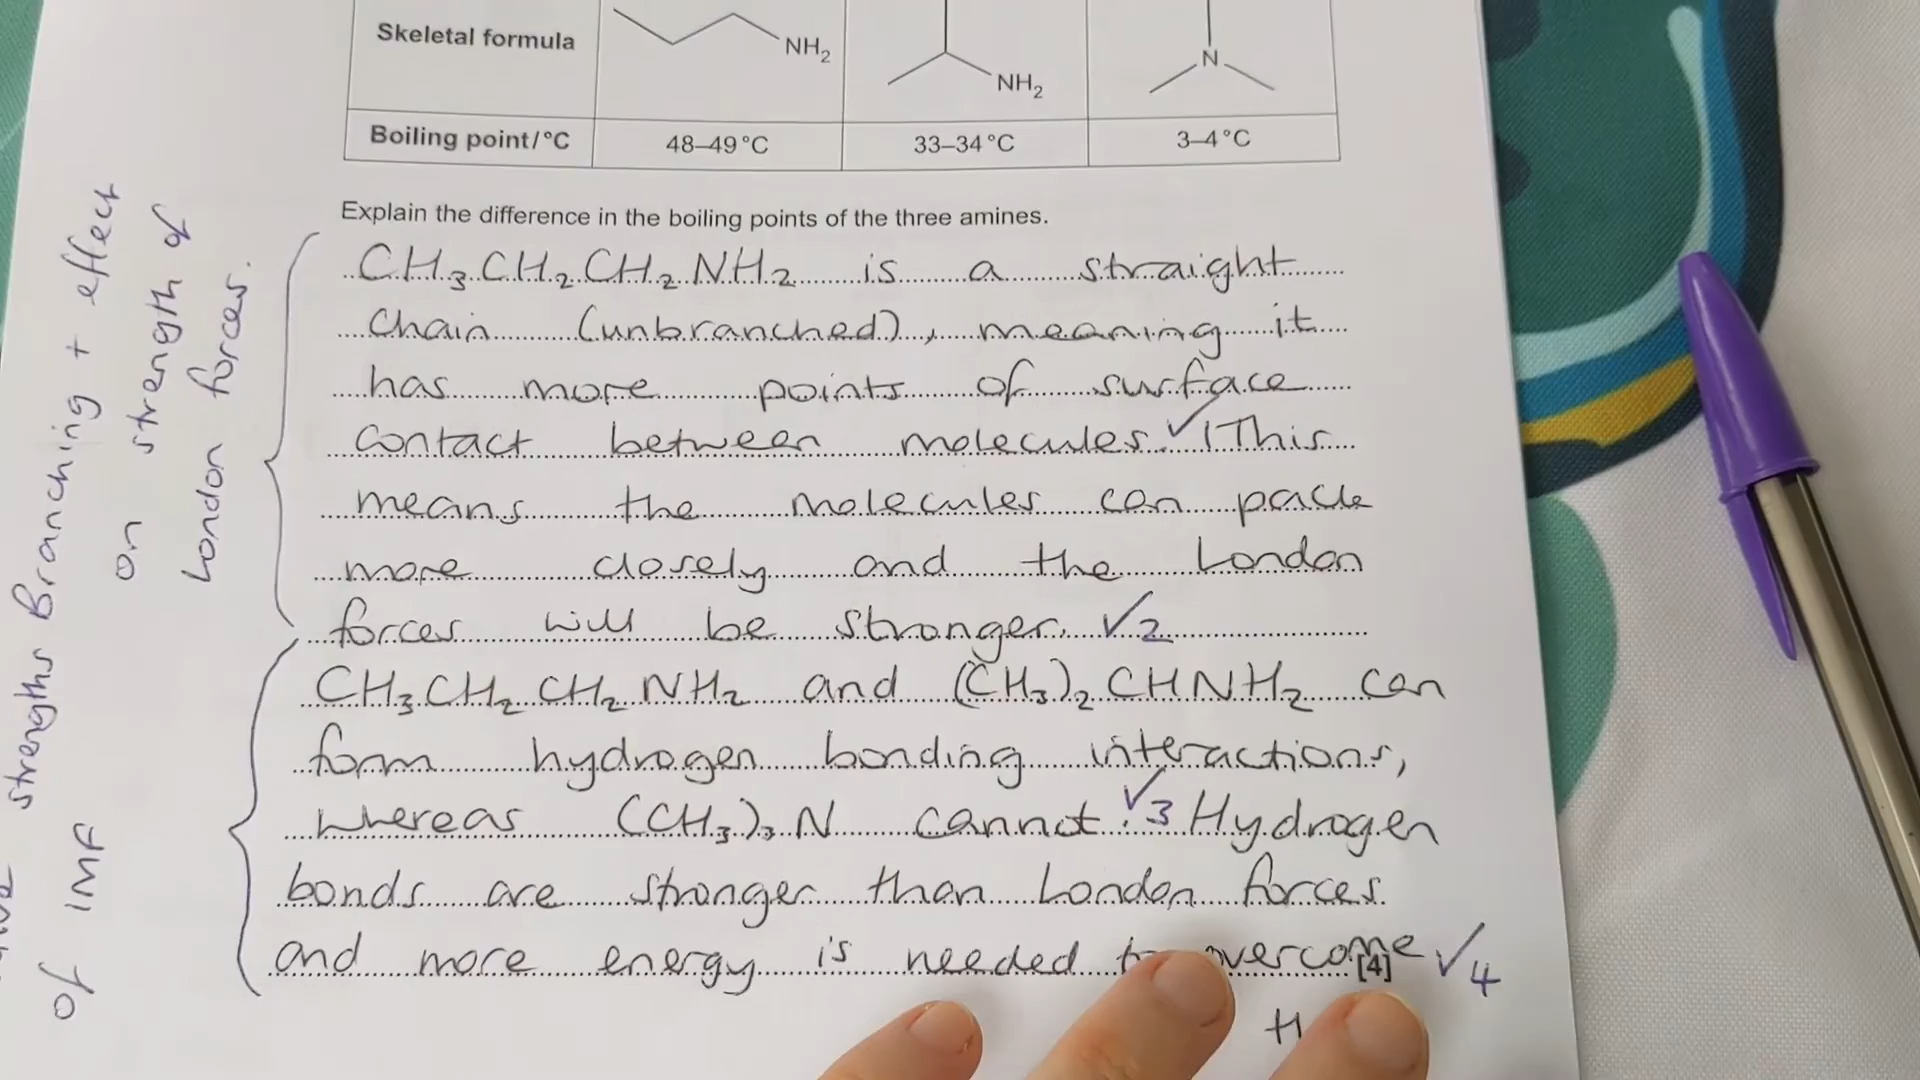 Skeletal formula
NH2
NH2
N
Boiling point/°C
48–49°C
33–34°C
3–4°C
Explain the difference in the boiling points of the three amines.
CH3CH2CH2NH2 is a straight
chain (unbranched), meaning it
has more points of surface
contact between molecules. ✓1 This
means the molecules can pack
more closely and the London
forces will be stronger. ✓2
CH3CH2CH2NH2 and (CH3)2CHNH2 can
form hydrogen bonding interactions,
whereas (CH3)3N cannot. ✓3 Hydrogen
bonds are stronger than London forces.
and more energy is needed to overcome ✓4
[4]
Branching + effect
on strength of
London forces.
strengths
of IMF